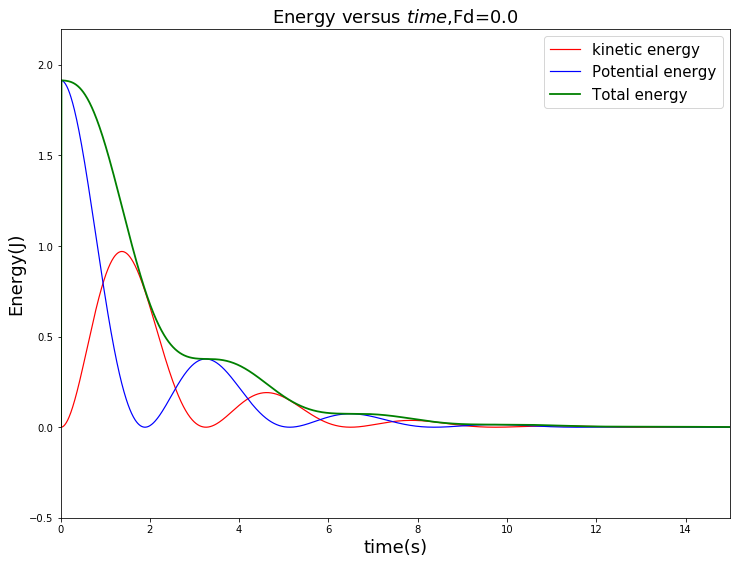 Energy versus time,Fd=0.0
kinetic energy
Potential energy
Total energy
Energy(J)
2.0
1.5
1.0
0.5
0.0
−0.5
0 2 4 6 8 10 12 14
time(s)